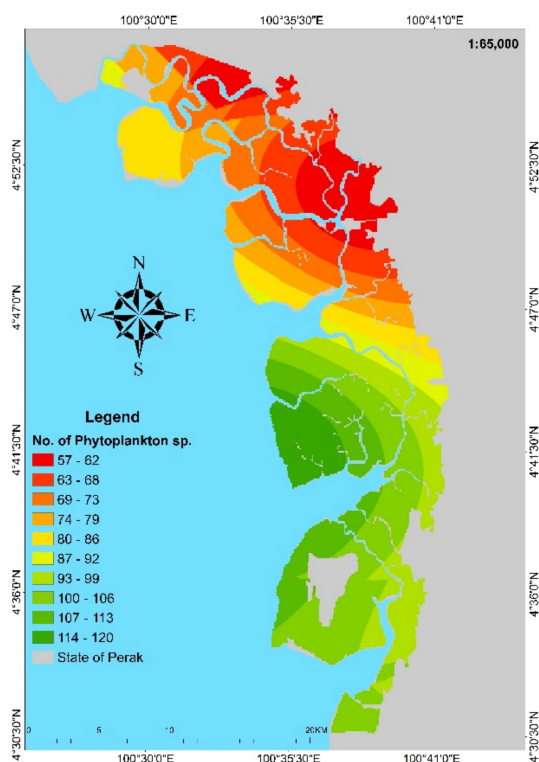 100°30'0"E 100°35'30"E 100°41'0"E
1:65,000
4°52'30"N 4°52'30"N
4°47'0"N 4°47'0"N
N
W E
S
Legend
No. of Phytoplankton sp.
57 - 62
63 - 68
69 - 73
74 - 79
80 - 86
87 - 92
93 - 99
100 - 106
107 - 113
114 - 120
State of Perak
4°41'30"N 4°41'30"N
4°36'0"N 4°36'0"N
0 5 10 20KM
4°30'30"N 4°30'30"N
100°30'0"E 100°35'30"E 100°41'0"E